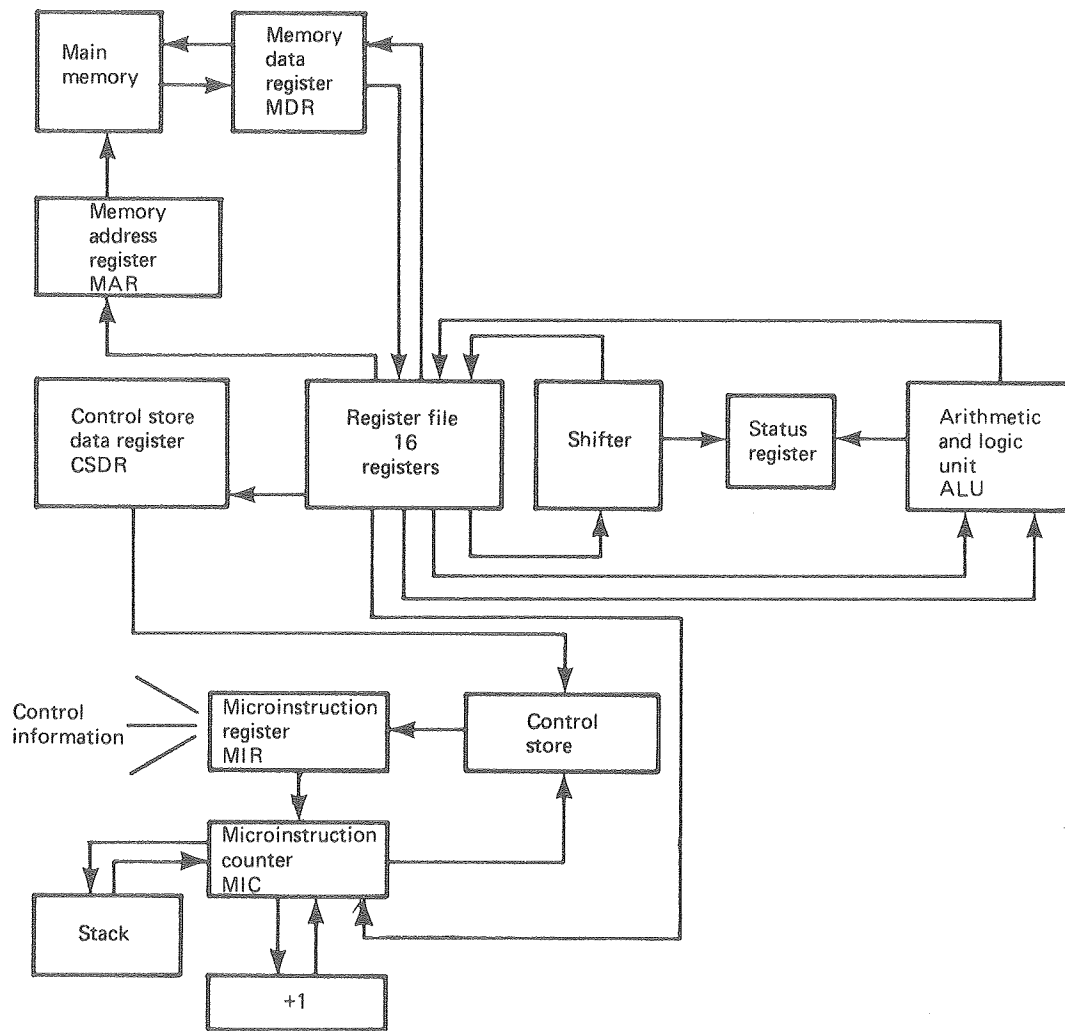 Main
memory
Memory
data
register
MDR
Memory
address
register
MAR
Control store
data register
CSDR
Register file
16
registers
Shifter
Status
register
Arithmetic
and logic
unit
ALU
Control
information
Microinstruction
register
MIR
Control
store
Microinstruction
counter
MIC
Stack
+1